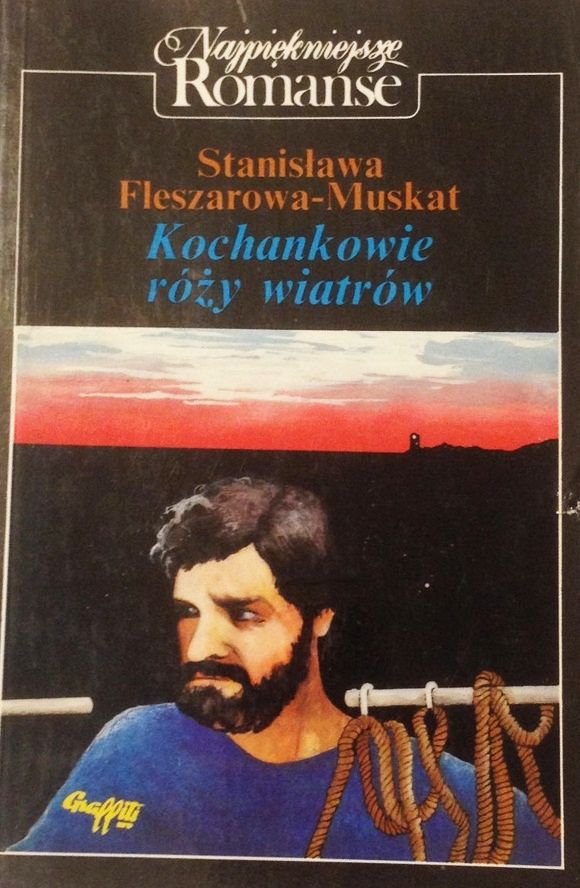 Najpiękniejsze
Romanse
Stanisława
Fleszarowa-Muskat
Kochankowie
róży wiatrów
Graffiti